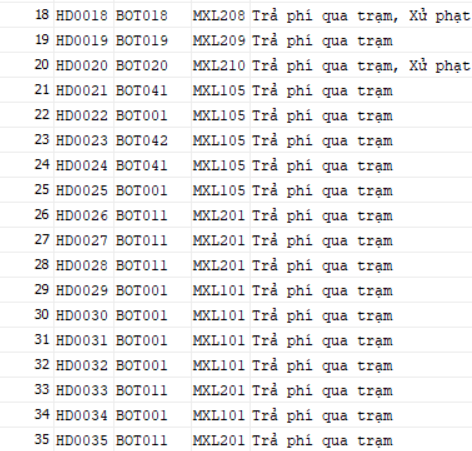 18 HD0018 BOT018 MXL208 Trả phí qua trạm, Xử phạt
19 HD0019 BOT019 MXL209 Trả phí qua trạm
20 HD0020 BOT020 MXL210 Trả phí qua trạm, Xử phạt
21 HD0021 BOT041 MXL105 Trả phí qua trạm
22 HD0022 BOT001 MXL105 Trả phí qua trạm
23 HD0023 BOT042 MXL105 Trả phí qua trạm
24 HD0024 BOT041 MXL105 Trả phí qua trạm
25 HD0025 BOT001 MXL105 Trả phí qua trạm
26 HD0026 BOT011 MXL201 Trả phí qua trạm
27 HD0027 BOT011 MXL201 Trả phí qua trạm
28 HD0028 BOT011 MXL201 Trả phí qua trạm
29 HD0029 BOT001 MXL101 Trả phí qua trạm
30 HD0030 BOT001 MXL101 Trả phí qua trạm
31 HD0031 BOT001 MXL101 Trả phí qua trạm
32 HD0032 BOT001 MXL101 Trả phí qua trạm
33 HD0033 BOT011 MXL201 Trả phí qua trạm
34 HD0034 BOT001 MXL101 Trả phí qua trạm
35 HD0035 BOT011 MXL201 Trả phí qua trạm